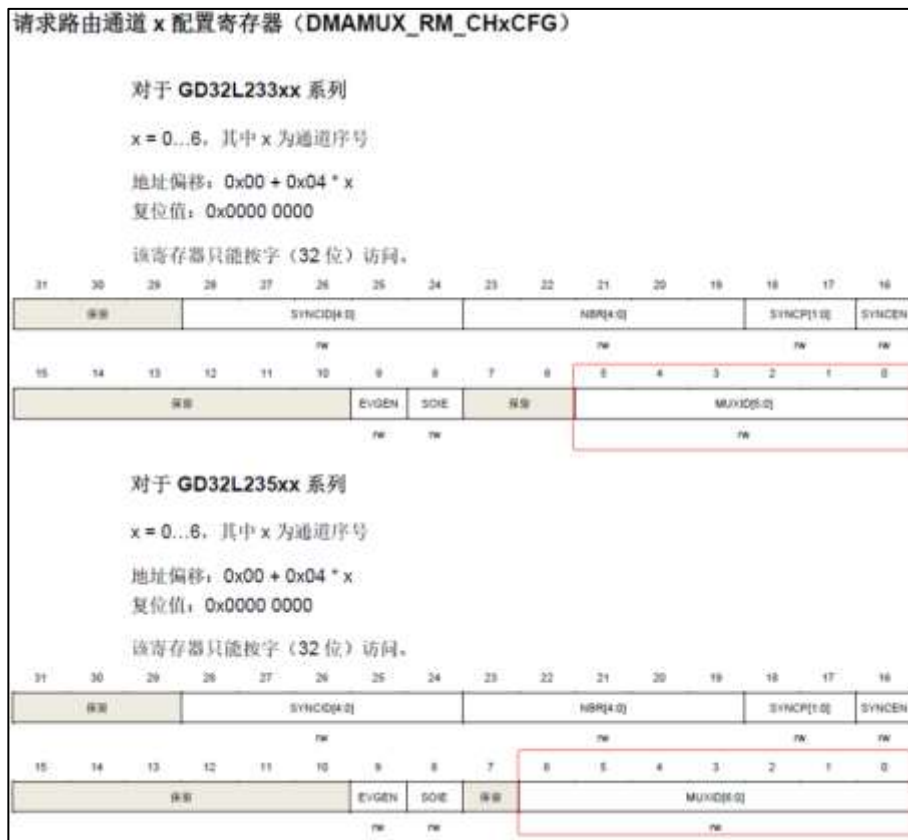 请求路由通道 x 配置寄存器（DMAMUX_RM_CHxCFG）
对于 GD32L233xx 系列
x = 0...6，其中 x 为通道序号
地址偏移：0x00 + 0x04 * x
复位值：0x0000 0000
该寄存器只能按字（32 位）访问。
31 30 29 28 27 26 25 24 23 22 21 20 19 18 17 16
保留 SYNCID[4:0] NBR[4:0] SYNCP[1:0] SYNCEN
rw rw rw rw
15 14 13 12 11 10 9 8 7 6 5 4 3 2 1 0
保留 EVGEN SOIE 保留 MUXID[5:0]
rw rw rw
对于 GD32L235xx 系列
x = 0...6，其中 x 为通道序号
地址偏移：0x00 + 0x04 * x
复位值：0x0000 0000
该寄存器只能按字（32 位）访问。
31 30 29 28 27 26 25 24 23 22 21 20 19 18 17 16
保留 SYNCID[4:0] NBR[4:0] SYNCP[1:0] SYNCEN
rw rw rw rw
15 14 13 12 11 10 9 8 7 6 5 4 3 2 1 0
保留 EVGEN SOIE 保留 MUXID[6:0]
rw rw rw